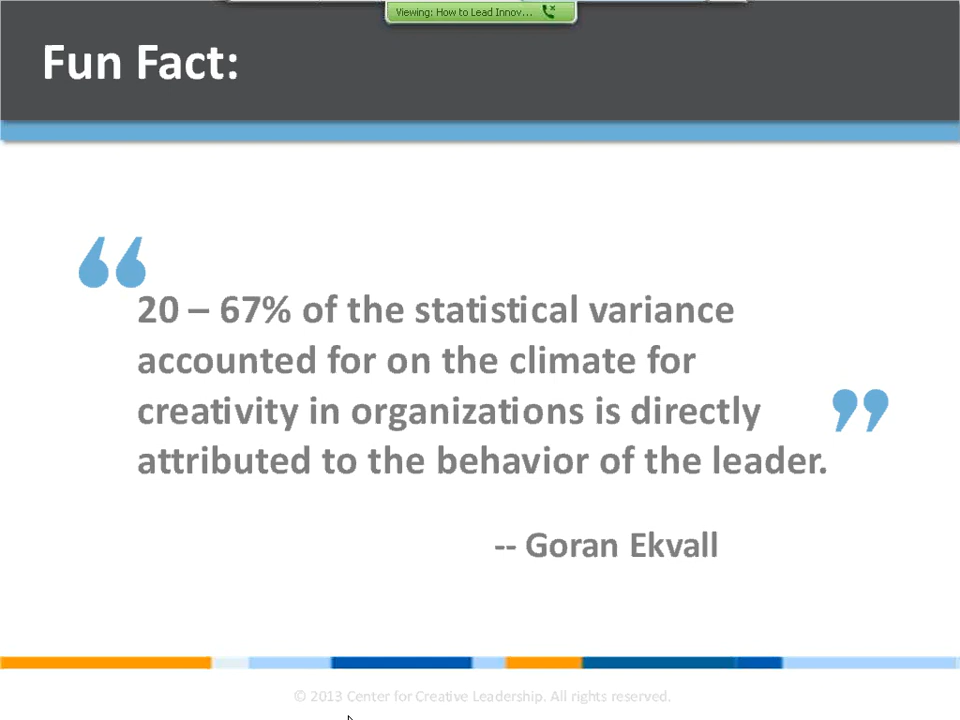 Viewing: How to Lead Innov...
Fun Fact:
“
20 – 67% of the statistical variance
accounted for on the climate for
creativity in organizations is directly
attributed to the behavior of the leader.
”
-- Goran Ekvall
© 2013 Center for Creative Leadership. All rights reserved.